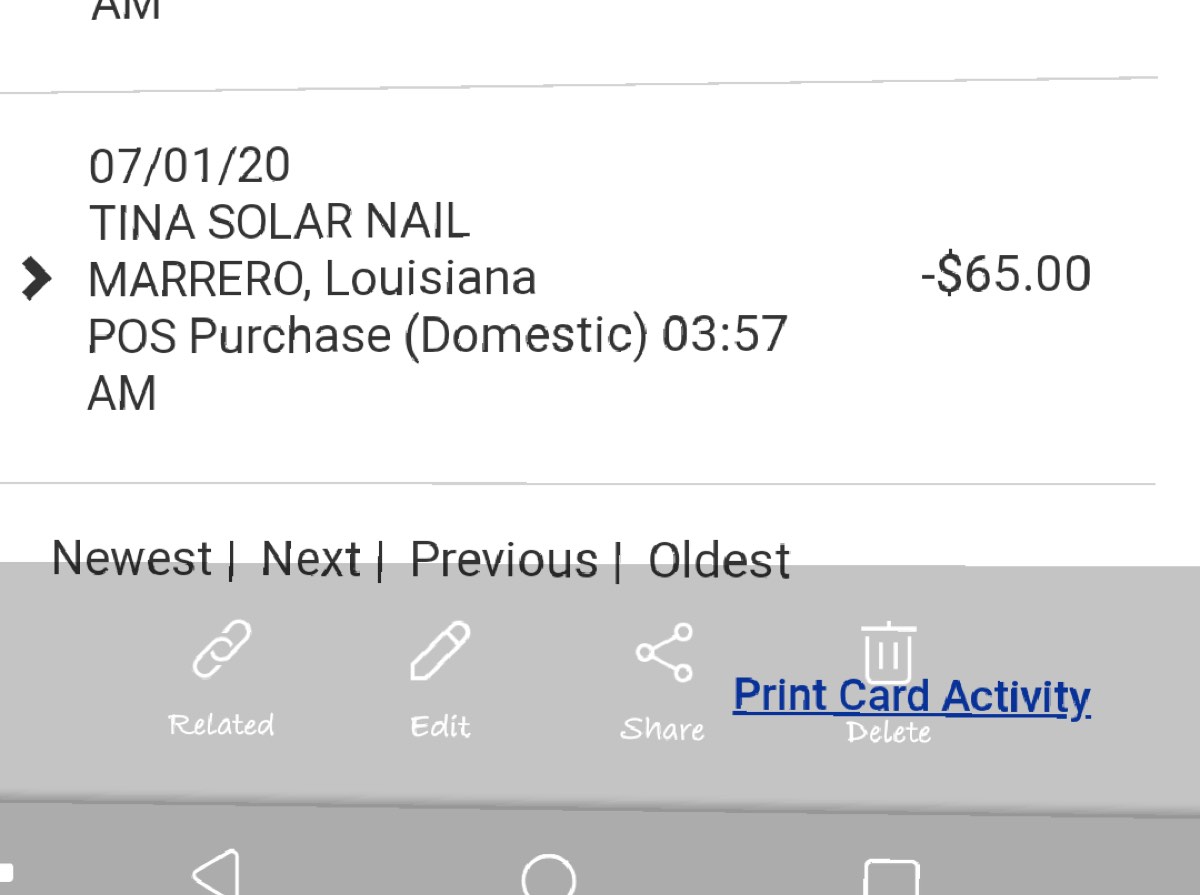 AM
07/01/20
TINA SOLAR NAIL
MARRERO, Louisiana
-$65.00
POS Purchase (Domestic) 03:57
AM
Newest | Next | Previous | Oldest
Print Card Activity
Related Edit Share Delete